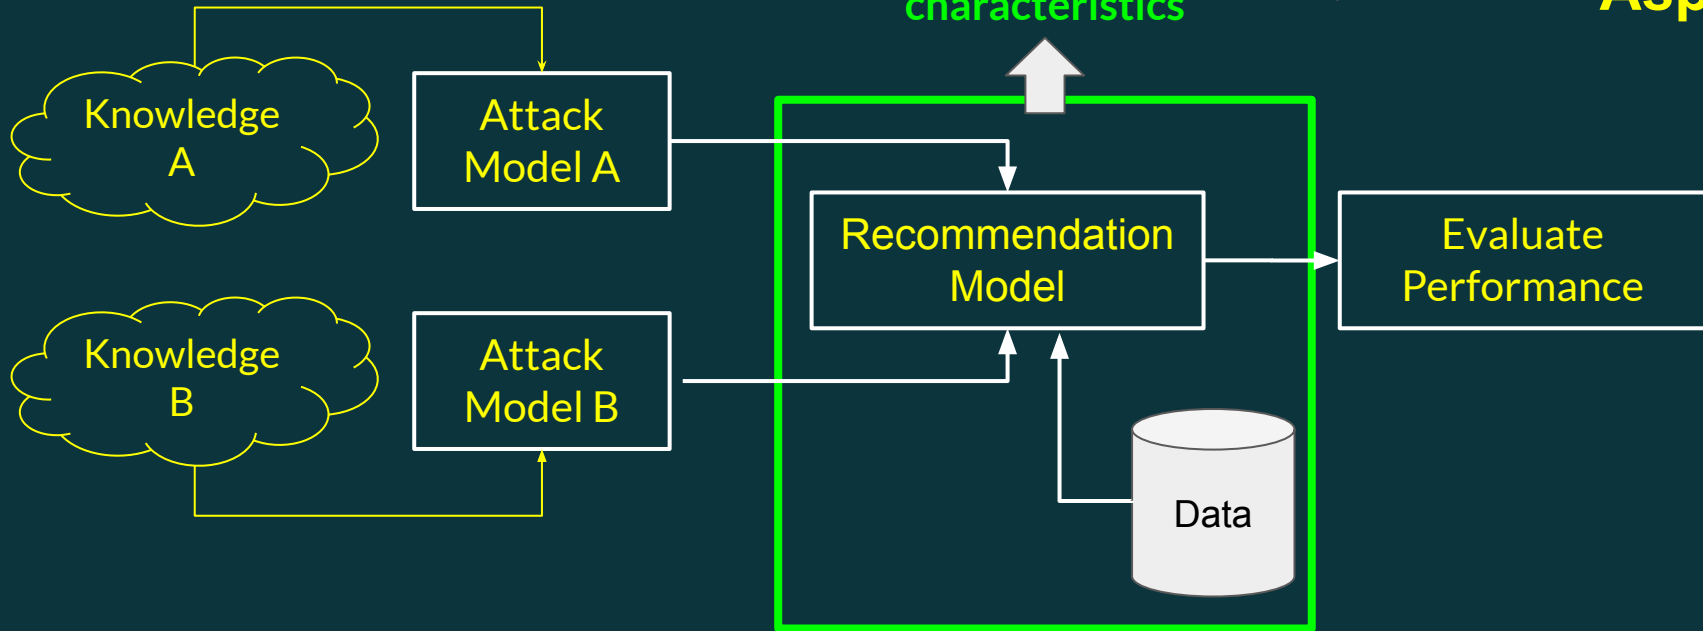 characteristics
Knowledge
A
Attack
Model A
Recommendation
Model
Evaluate
Performance
Knowledge
B
Attack
Model B
Data